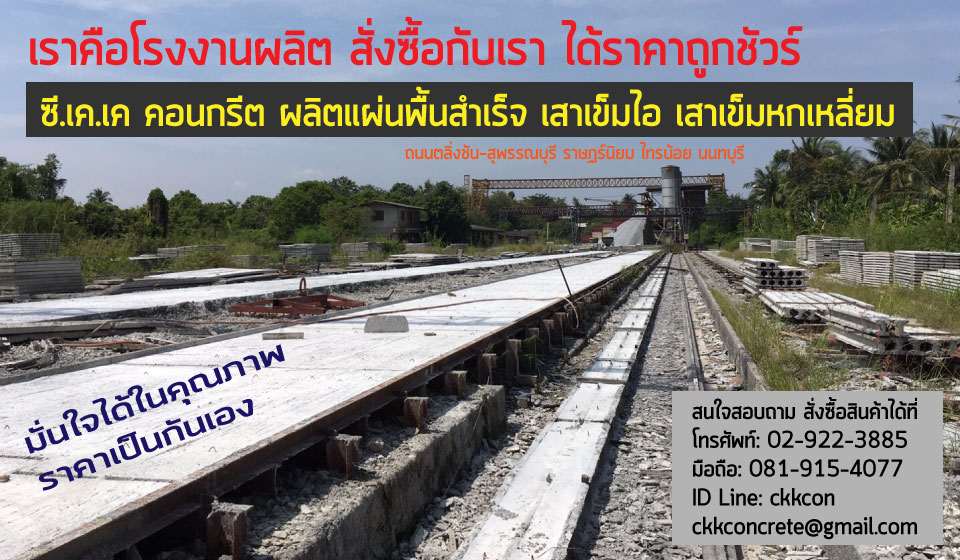 เราคือโรงงานผลิต สั่งซื้อกับเรา ได้ราคาถูกชัวร์
ซี.เค.เค คอนกรีต ผลิตแผ่นพื้นสำเร็จ เสาเข็มไอ เสาเข็มหกเหลี่ยม
ถนนตลิ่งชัน-สุพรรณบุรี ราษฎร์นิยม ไทรน้อย นนทบุรี
มั่นใจได้ในคุณภาพ
ราคาเป็นกันเอง
สนใจสอบถาม สั่งซื้อสินค้าได้ที่
โทรศัพท์: 02-922-3885
มือถือ: 081-915-4077
ID Line: ckkcon
ckkconcrete@gmail.com